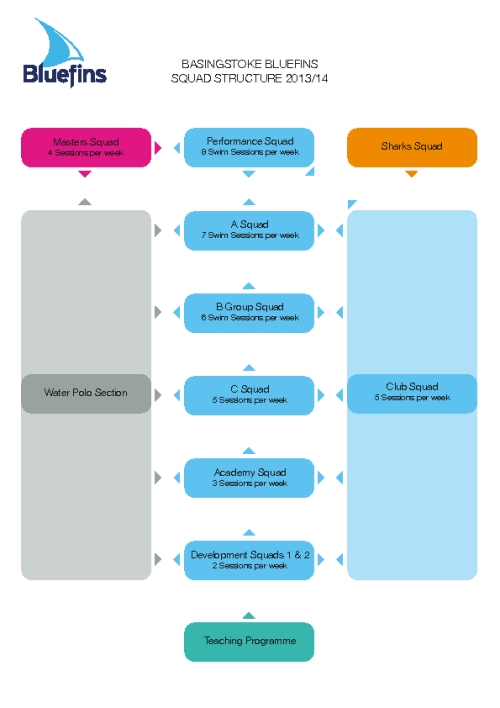 Bluefins
BASINGSTOKE BLUEFINS
SQUAD STRUCTURE 2013/14
Masters Squad
4 Sessions per week
Performance Squad
8 Swim Sessions per week
Sharks Squad
A Squad
7 Swim Sessions per week
B Group Squad
6 Swim Sessions per week
Water Polo Section
C Squad
5 Sessions per week
Club Squad
5 Sessions per week
Academy Squad
3 Sessions per week
Development Squads 1 & 2
2 Sessions per week
Teaching Programme